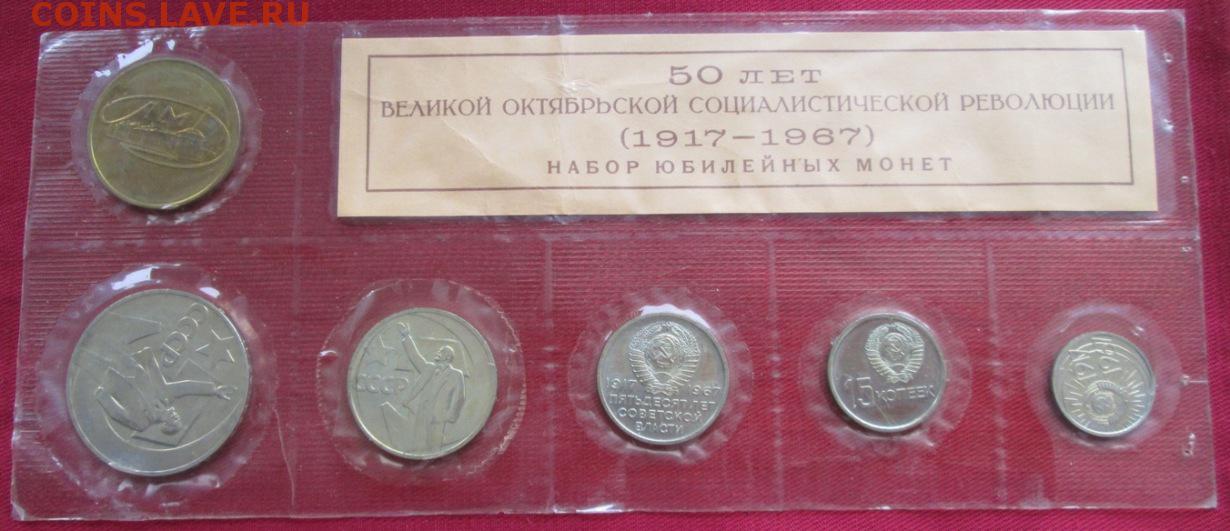 COINS.LAVE.RU
50 ЛЕТ
ВЕЛИКОЙ ОКТЯБРЬСКОЙ СОЦИАЛИСТИЧЕСКОЙ РЕВОЛЮЦИИ
(1917–1967)
НАБОР ЮБИЛЕЙНЫХ МОНЕТ
СССР
СССР
1917 1967
ПЯТЬДЕСЯТ ЛЕТ
СОВЕТСКОЙ
ВЛАСТИ
15 КОПЕЕК